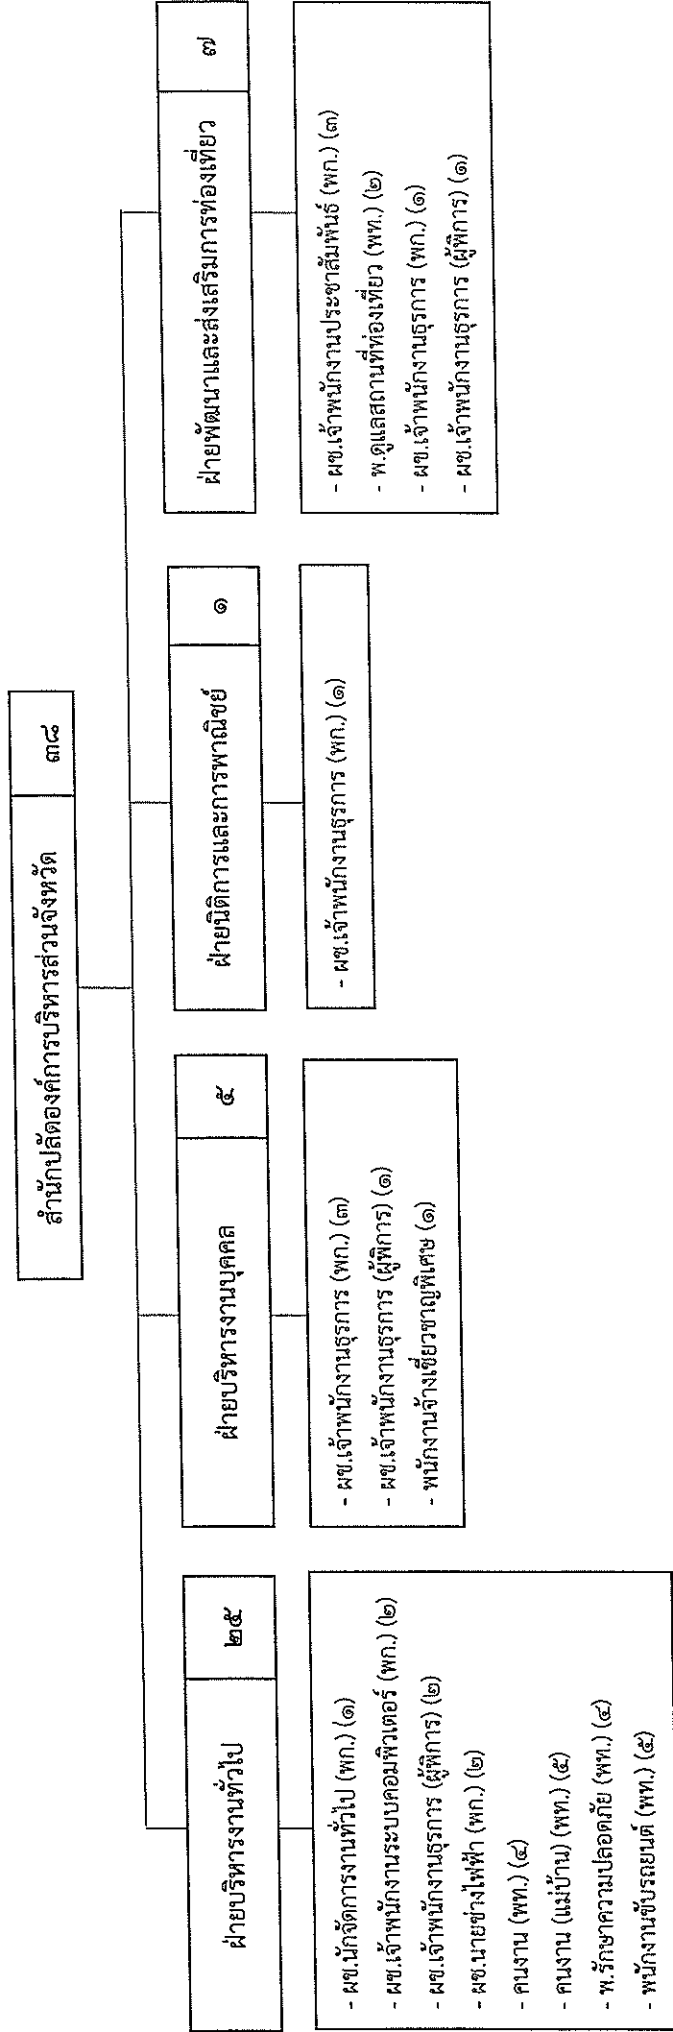 สำนักปลัดองค์การบริหารส่วนจังหวัด ๓๘
ฝ่ายบริหารงานทั่วไป ๒๕
- ผช.นักจัดการงานทั่วไป (พก.) (๑)
- ผช.เจ้าพนักงานระบบคอมพิวเตอร์ (พก.) (๒)
- ผช.เจ้าพนักงานธุรการ (ผู้พิการ) (๒)
- ผช.นายช่างไฟฟ้า (พก.) (๒)
- คนงาน (พท.) (๔)
- คนงาน (แม่บ้าน) (พท.) (๕)
- พ.รักษาความปลอดภัย (พท.) (๔)
- พนักงานขับรถยนต์ (พท.) (๕)
ฝ่ายบริหารงานบุคคล ๕
- ผช.เจ้าพนักงานธุรการ (พก.) (๓)
- ผช.เจ้าพนักงานธุรการ (ผู้พิการ) (๑)
- พนักงานจ้างเชี่ยวชาญพิเศษ (๑)
ฝ่ายนิติการและการพาณิชย์ ๑
- ผช.เจ้าพนักงานธุรการ (พก.) (๑)
ฝ่ายพัฒนาและส่งเสริมการท่องเที่ยว ๗
- ผช.เจ้าพนักงานประชาสัมพันธ์ (พก.) (๓)
- พ.ดูแลสถานที่ท่องเที่ยว (พท.) (๒)
- ผช.เจ้าพนักงานธุรการ (พก.) (๑)
- ผช.เจ้าพนักงานธุรการ (ผู้พิการ) (๑)